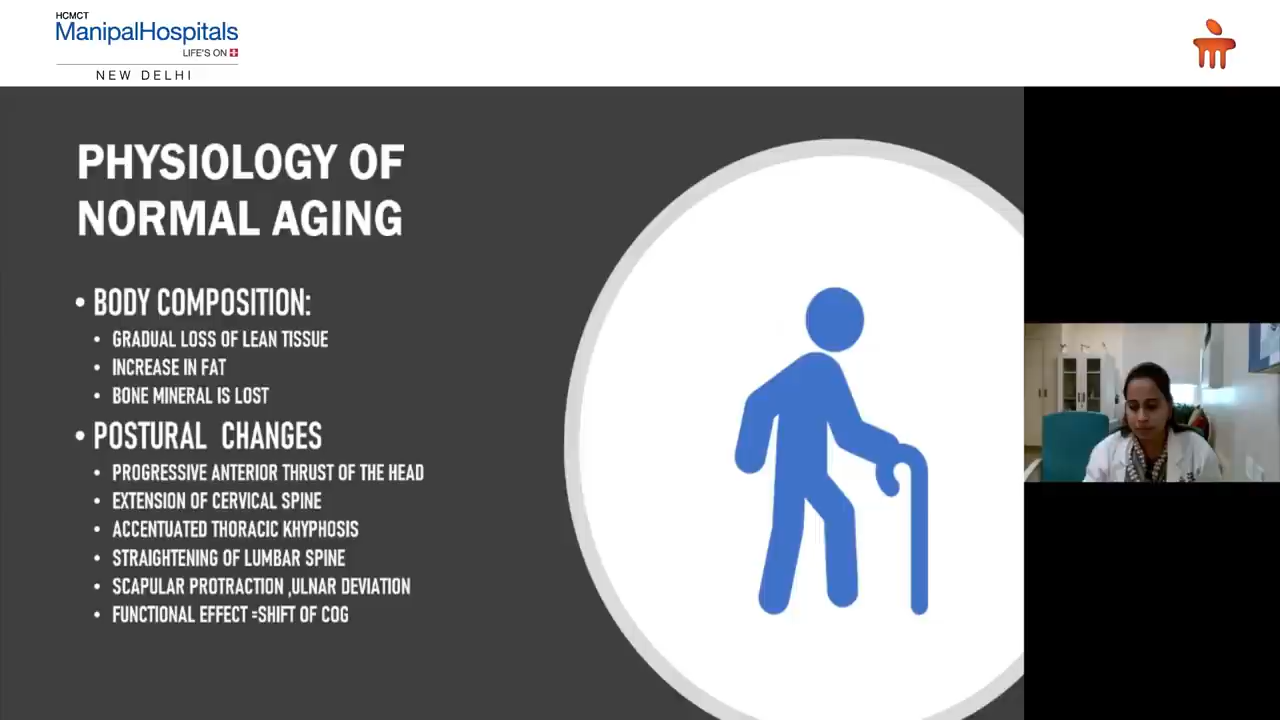 HCMCT
ManipalHospitals
LIFE'S ON
NEW DELHI
PHYSIOLOGY OF
NORMAL AGING
• BODY COMPOSITION:
• GRADUAL LOSS OF LEAN TISSUE
• INCREASE IN FAT
• BONE MINERAL IS LOST
• POSTURAL CHANGES
• PROGRESSIVE ANTERIOR THRUST OF THE HEAD
• EXTENSION OF CERVICAL SPINE
• ACCENTUATED THORACIC KHYPHOSIS
• STRAIGHTENING OF LUMBAR SPINE
• SCAPULAR PROTRACTION ,ULNAR DEVIATION
• FUNCTIONAL EFFECT =SHIFT OF COG